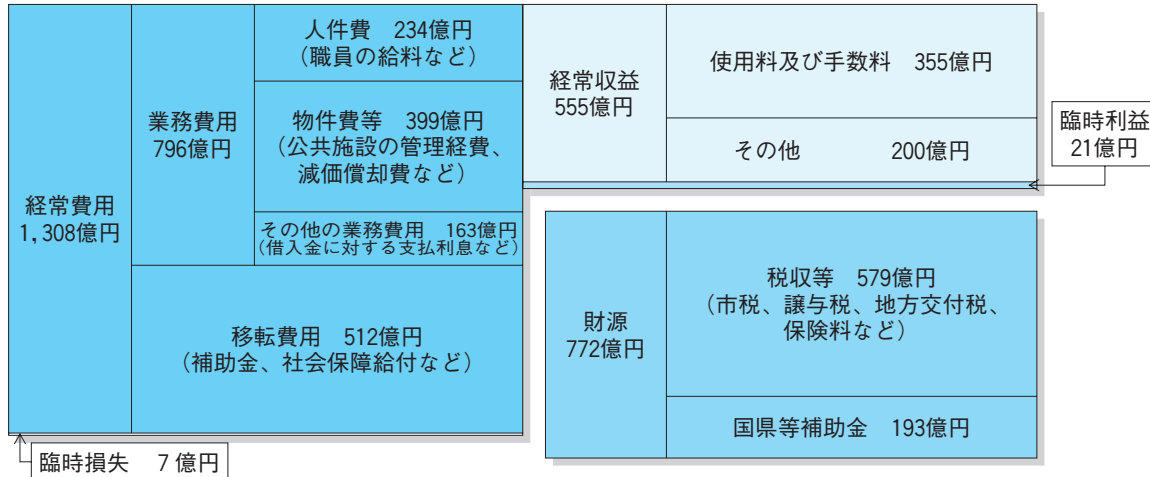 経常費用
1,308億円
業務費用
796億円
人件費 234億円
(職員の給料など)
物件費等 399億円
(公共施設の管理経費、
減価償却費など)
その他の業務費用 163億円
(借入金に対する支払利息など)
移転費用 512億円
(補助金、社会保障給付など)
臨時損失 7億円
経常収益
555億円
使用料及び手数料 355億円
その他 200億円
臨時利益
21億円
財源
772億円
税収等 579億円
(市税、譲与税、地方交付税、
保険料など)
国県等補助金 193億円